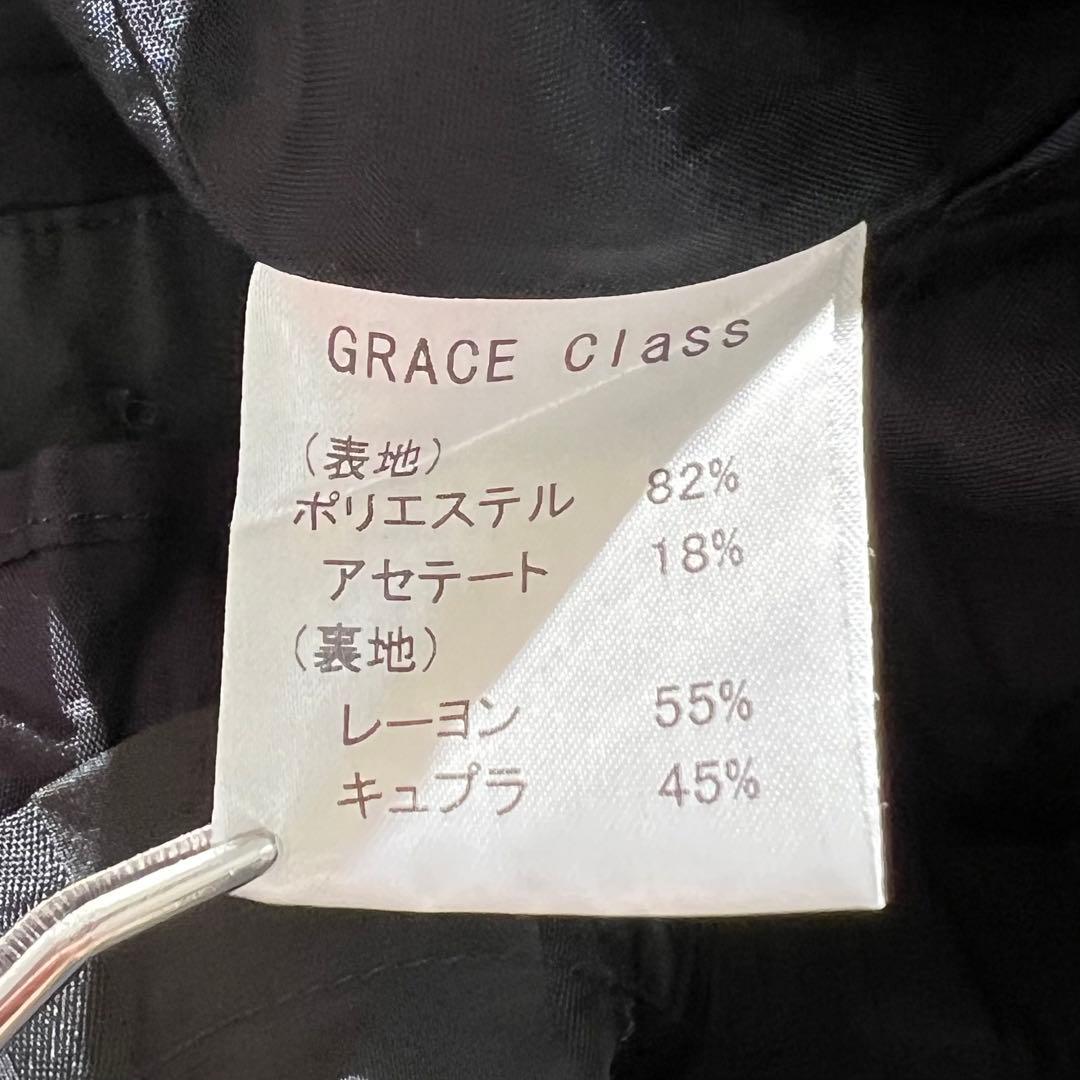 GRACE Class
(表地)
ポリエステル 82%
アセテート 18%
(裏地)
レーヨン 55%
キュプラ 45%